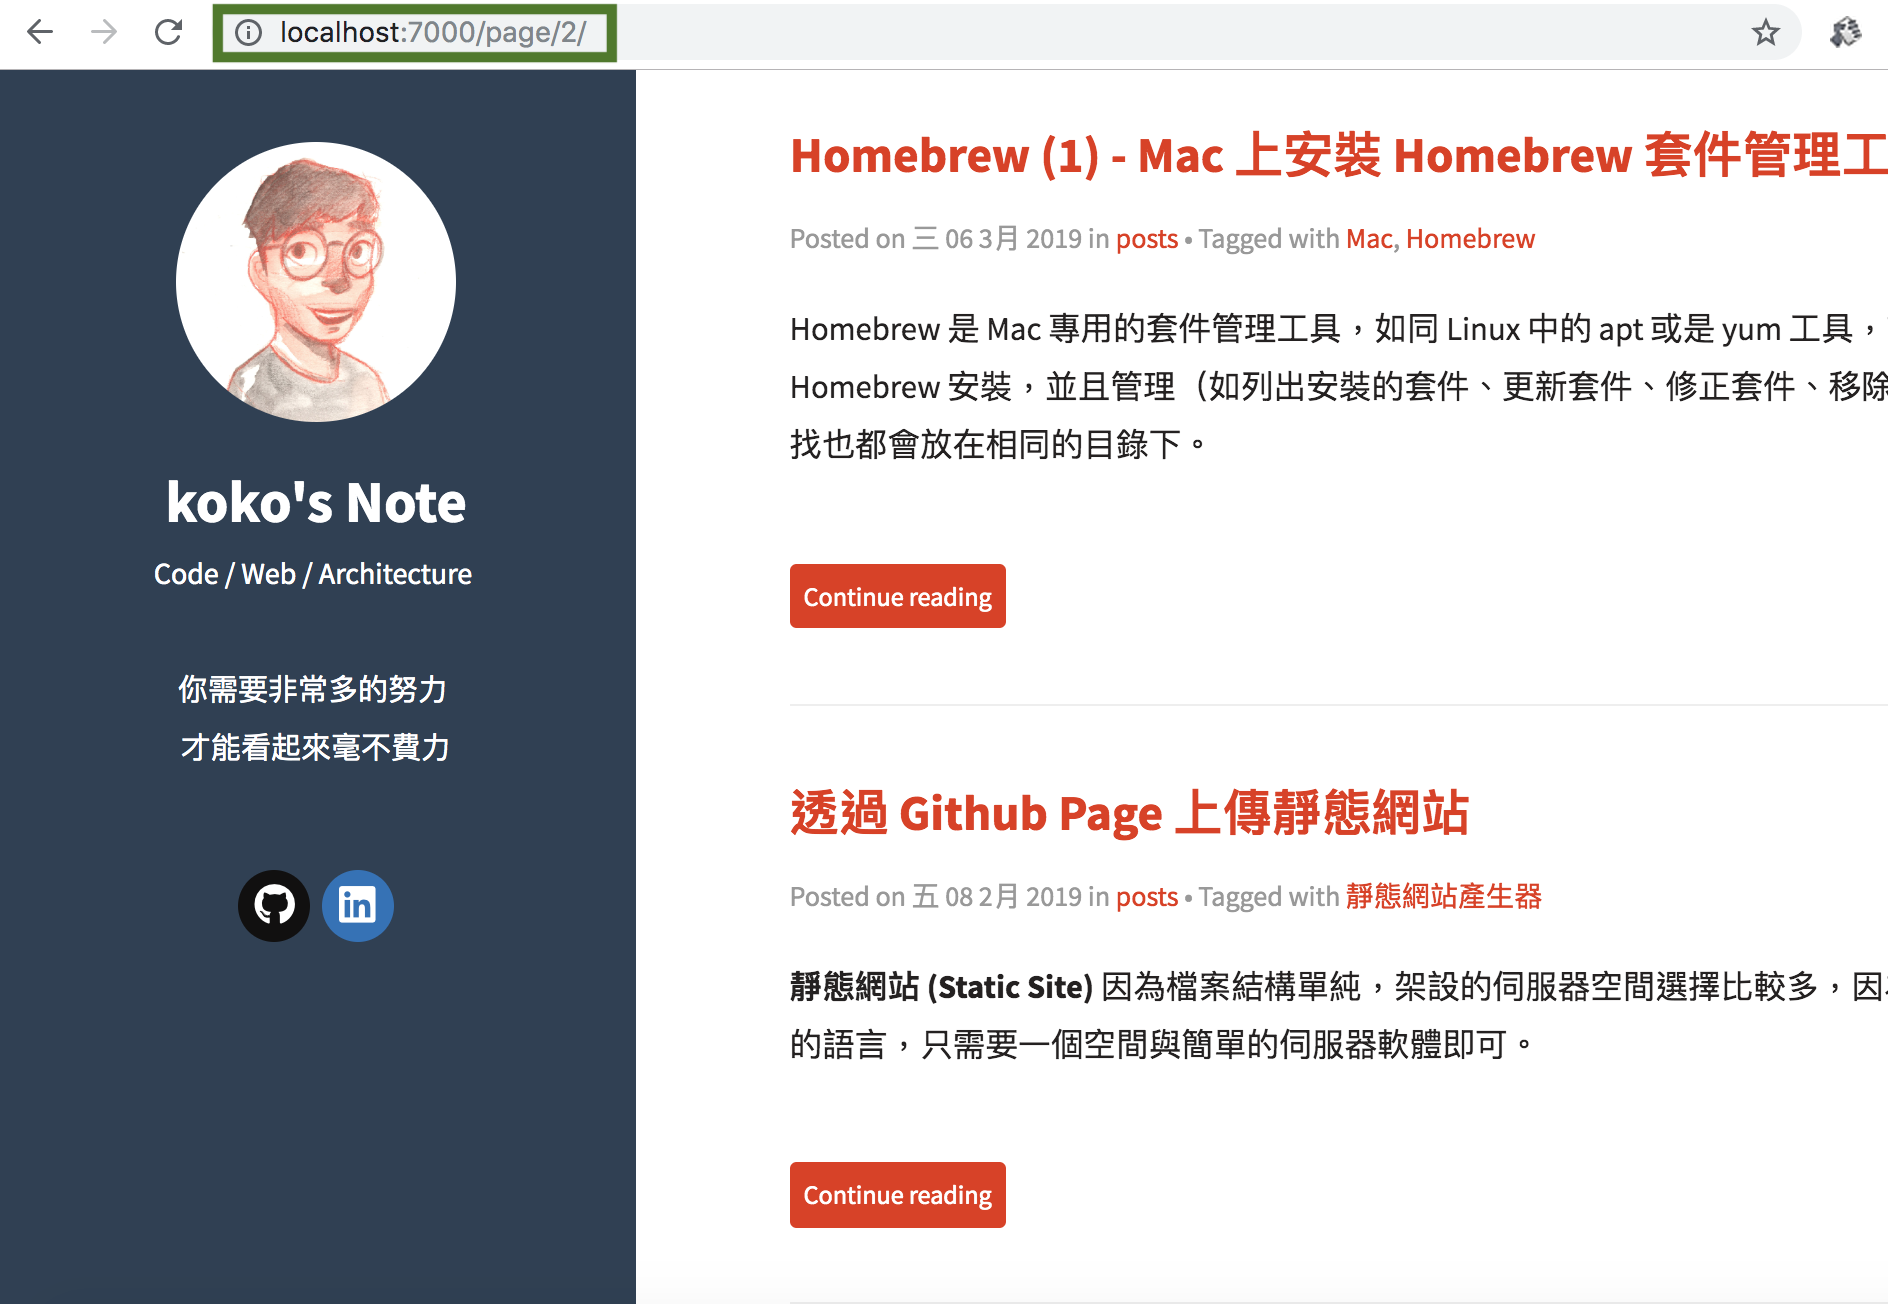 localhost:7000/page/2/
koko's Note
Code / Web / Architecture
你需要非常多的努力
才能看起來毫不費力
in
Homebrew (1) - Mac 上安裝 Homebrew 套件管理工
Posted on 三 06 3月 2019 in posts • Tagged with Mac, Homebrew
Homebrew 是 Mac 專用的套件管理工具，如同 Linux 中的 apt 或是 yum 工具，
Homebrew 安裝，並且管理（如列出安裝的套件、更新套件、修正套件、移除
找也都會放在相同的目錄下。
Continue reading
透過 Github Page 上傳靜態網站
Posted on 五 08 2月 2019 in posts • Tagged with 靜態網站產生器
靜態網站 (Static Site) 因為檔案結構單純，架設的伺服器空間選擇比較多，因
的語言，只需要一個空間與簡單的伺服器軟體即可。
Continue reading